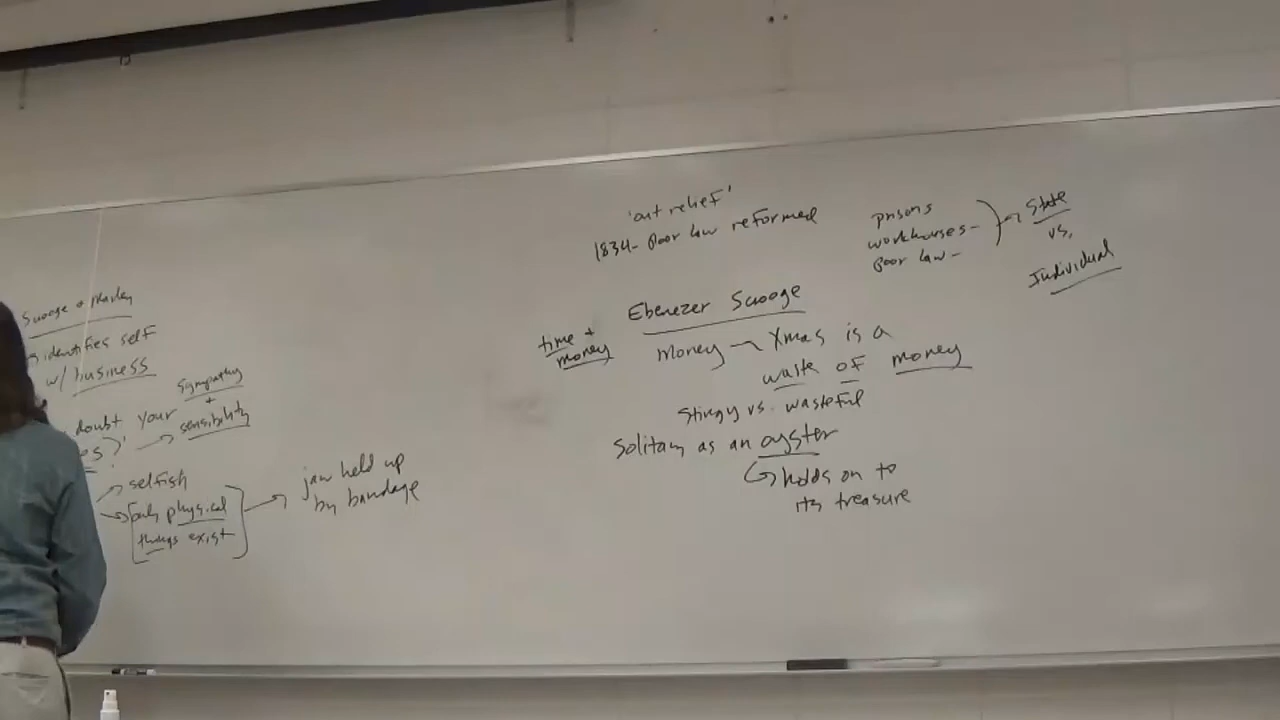 Scrooge + Marley
identifies self
w/ business
doubt your
sympathy
+
sensibility
es)?
selfish
only physical
things exist
jaw held up
by bandage
'out relief'
1834- Poor law reformed
prisons
workhouses-
Poor law-
State
vs.
Individual
Ebenezer Scrooge
time +
money
money Xmas is a
waste of money
Stingy vs. wasteful
Solitary as an oyster
holds on to
its treasure